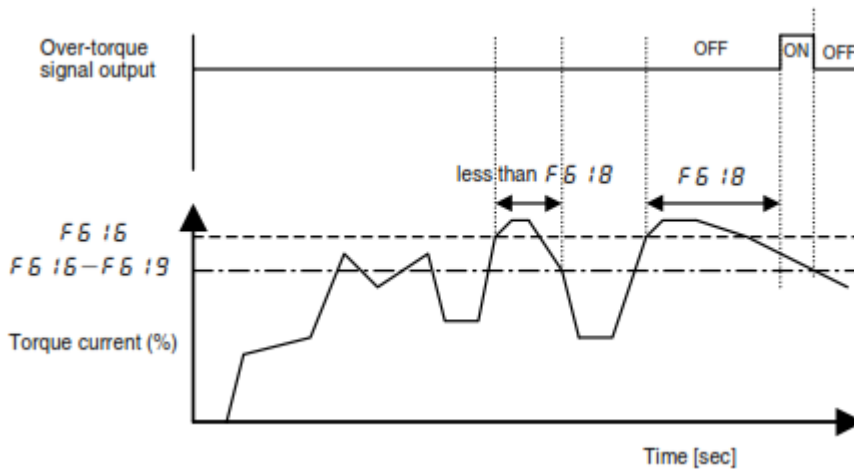 Over-torque
signal output
OFF
ON
OFF
less than F618
F618
F616
F616−F619
Torque current (%)
Time [sec]